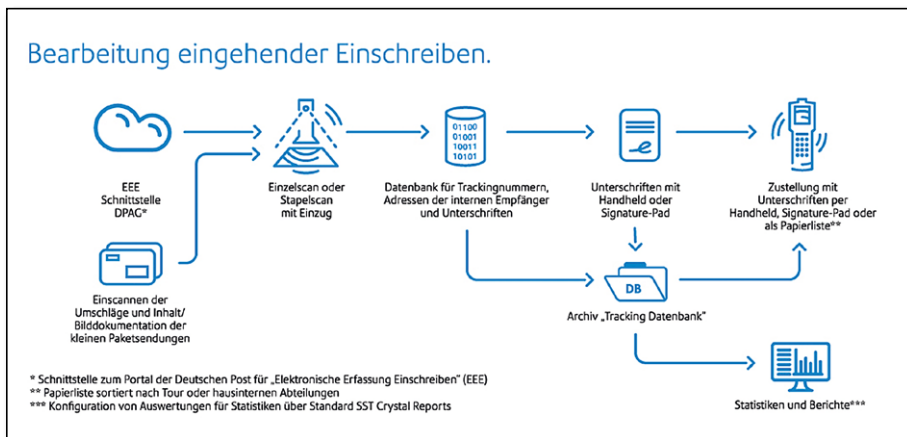 Bearbeitung eingehender Einschreiben.
EEE
Schnittstelle
DPAG*
Einzelscan oder
Stapelscan
mit Einzug
01100
01001
10011
10101
Datenbank für Trackingnummern,
Adressen der internen Empfänger
und Unterschriften
e
Unterschriften mit
Handheld oder
Signature-Pad
Zustellung mit
Unterschriften per
Handheld, Signature-Pad oder
als Papierliste**
Einscannen der
Umschläge und Inhalt/
Bilddokumentation der
kleinen Paketsendungen
DB
Archiv „Tracking Datenbank"
Statistiken und Berichte***
* Schnittstelle zum Portal der Deutschen Post für „Elektronische Erfassung Einschreiben" (EEE)
** Papierliste sortiert nach Tour oder hausinternen Abteilungen
*** Konfiguration von Auswertungen für Statistiken über Standard SST Crystal Reports